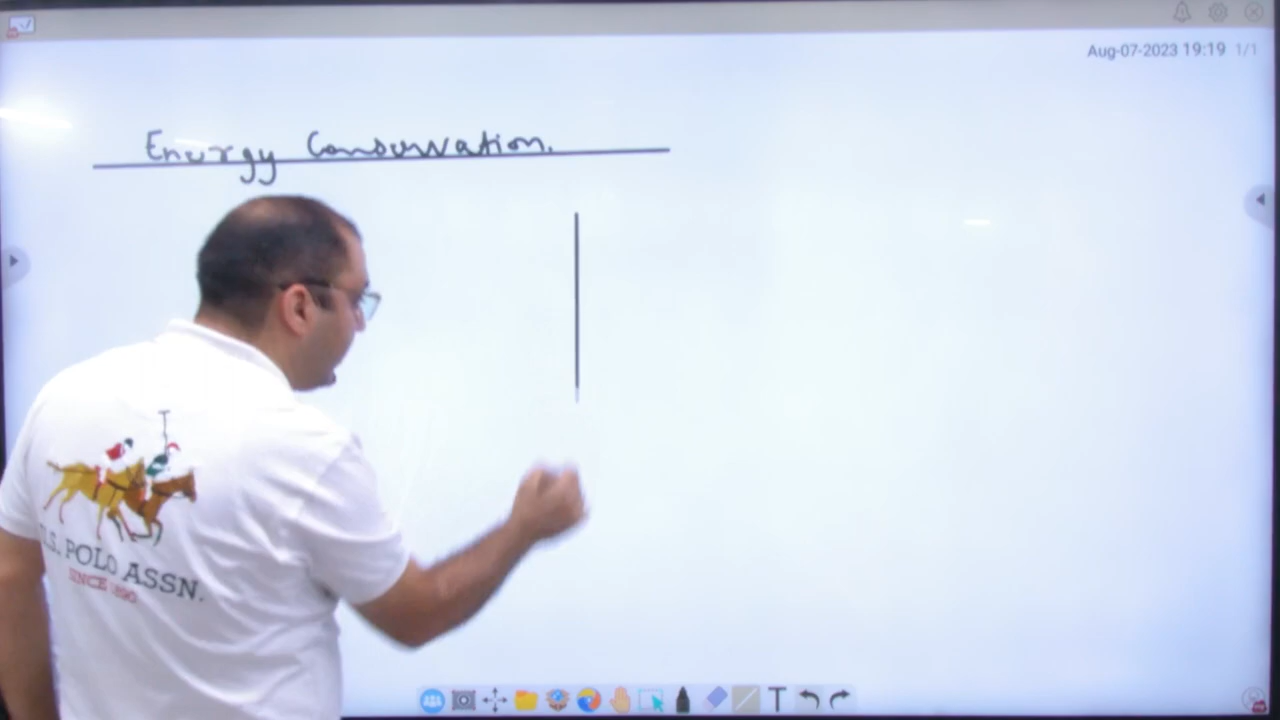 Aug-07-2023 19:19 1/1
Energy Conservation.
U.S. POLO ASSN.
SINCE 1890
T